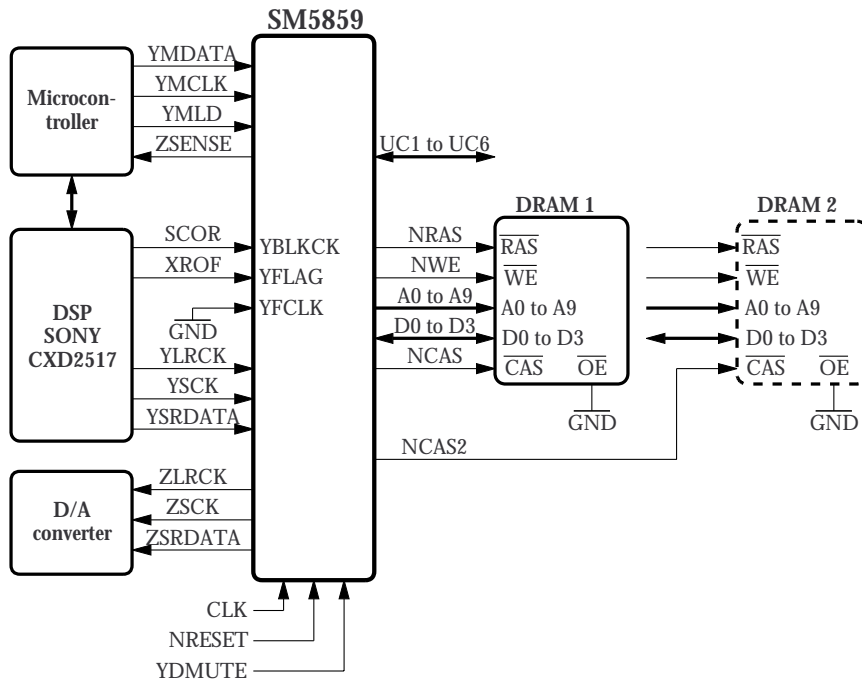 SM5859
Microcon-
troller
YMDATA
YMCLK
YMLD
ZSENSE
UC1 to UC6
DSP
SONY
CXD2517
SCOR
XROF
GND
YLRCK
YSCK
YSRDATA
YBLKCK
YFLAG
YFCLK
NRAS
NWE
A0 to A9
D0 to D3
NCAS
NCAS2
DRAM 1
RAS
WE
A0 to A9
D0 to D3
CAS OE
GND
DRAM 2
RAS
WE
A0 to A9
D0 to D3
CAS OE
GND
D/A
converter
ZLRCK
ZSCK
ZSRDATA
CLK
NRESET
YDMUTE